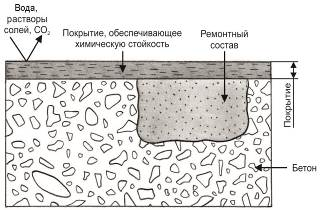 Вода,
растворы
солей, CO₂
Покрытие, обеспечивающее
химическую стойкость
Ремонтный
состав
Покрытие
Бетон